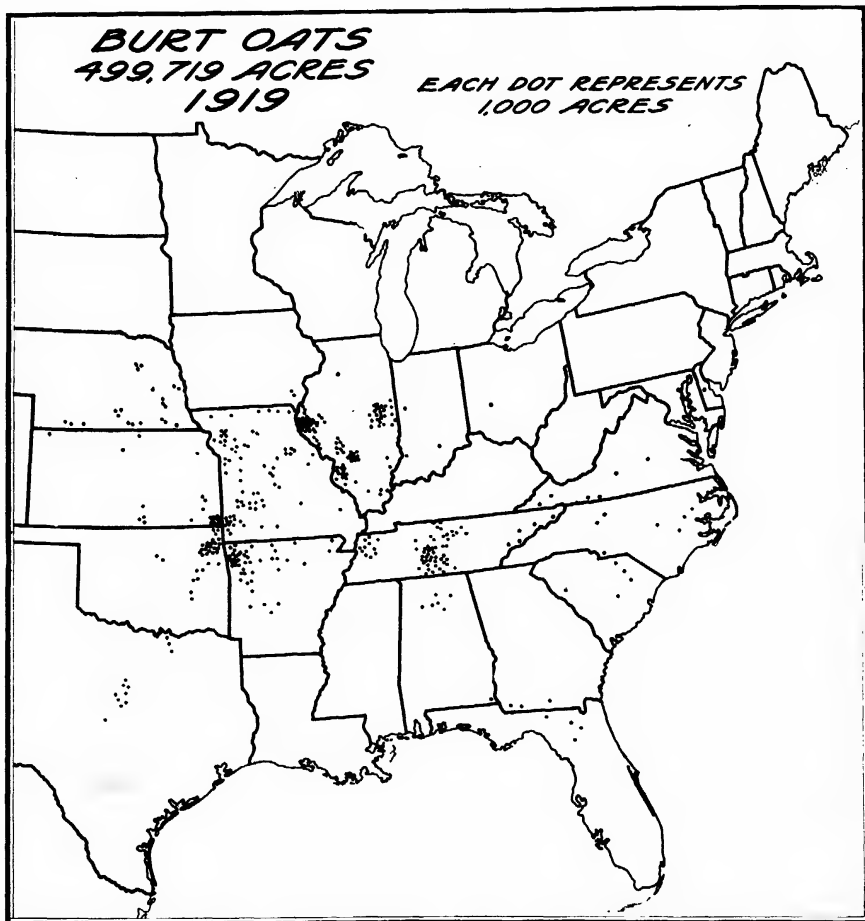 BURT OATS
499,719 ACRES
1919
EACH DOT REPRESENTS
1,000 ACRES